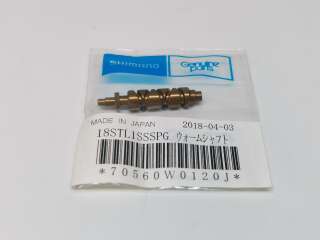 SHIMANO
Genuine
parts
MADE IN JAPAN 2018-04-03
18STL1SSSPG ウォームシャフト
*70560W0120J*